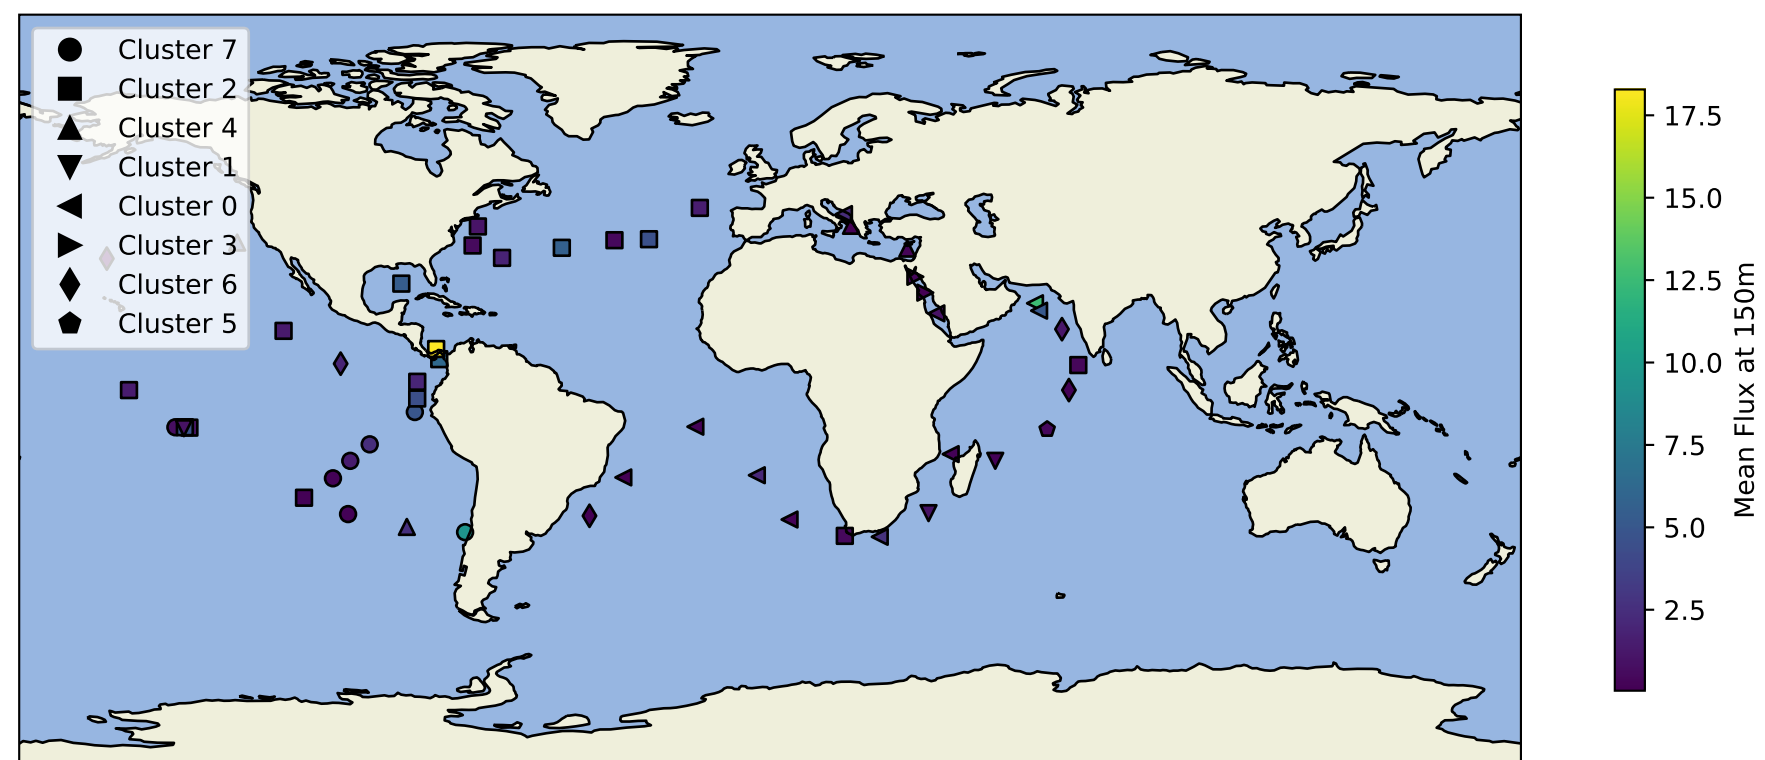 Cluster 7
Cluster 2
Cluster 4
Cluster 1
Cluster 0
Cluster 3
Cluster 6
Cluster 5
17.5
15.0
12.5
10.0
7.5
5.0
2.5
Mean Flux at 150m